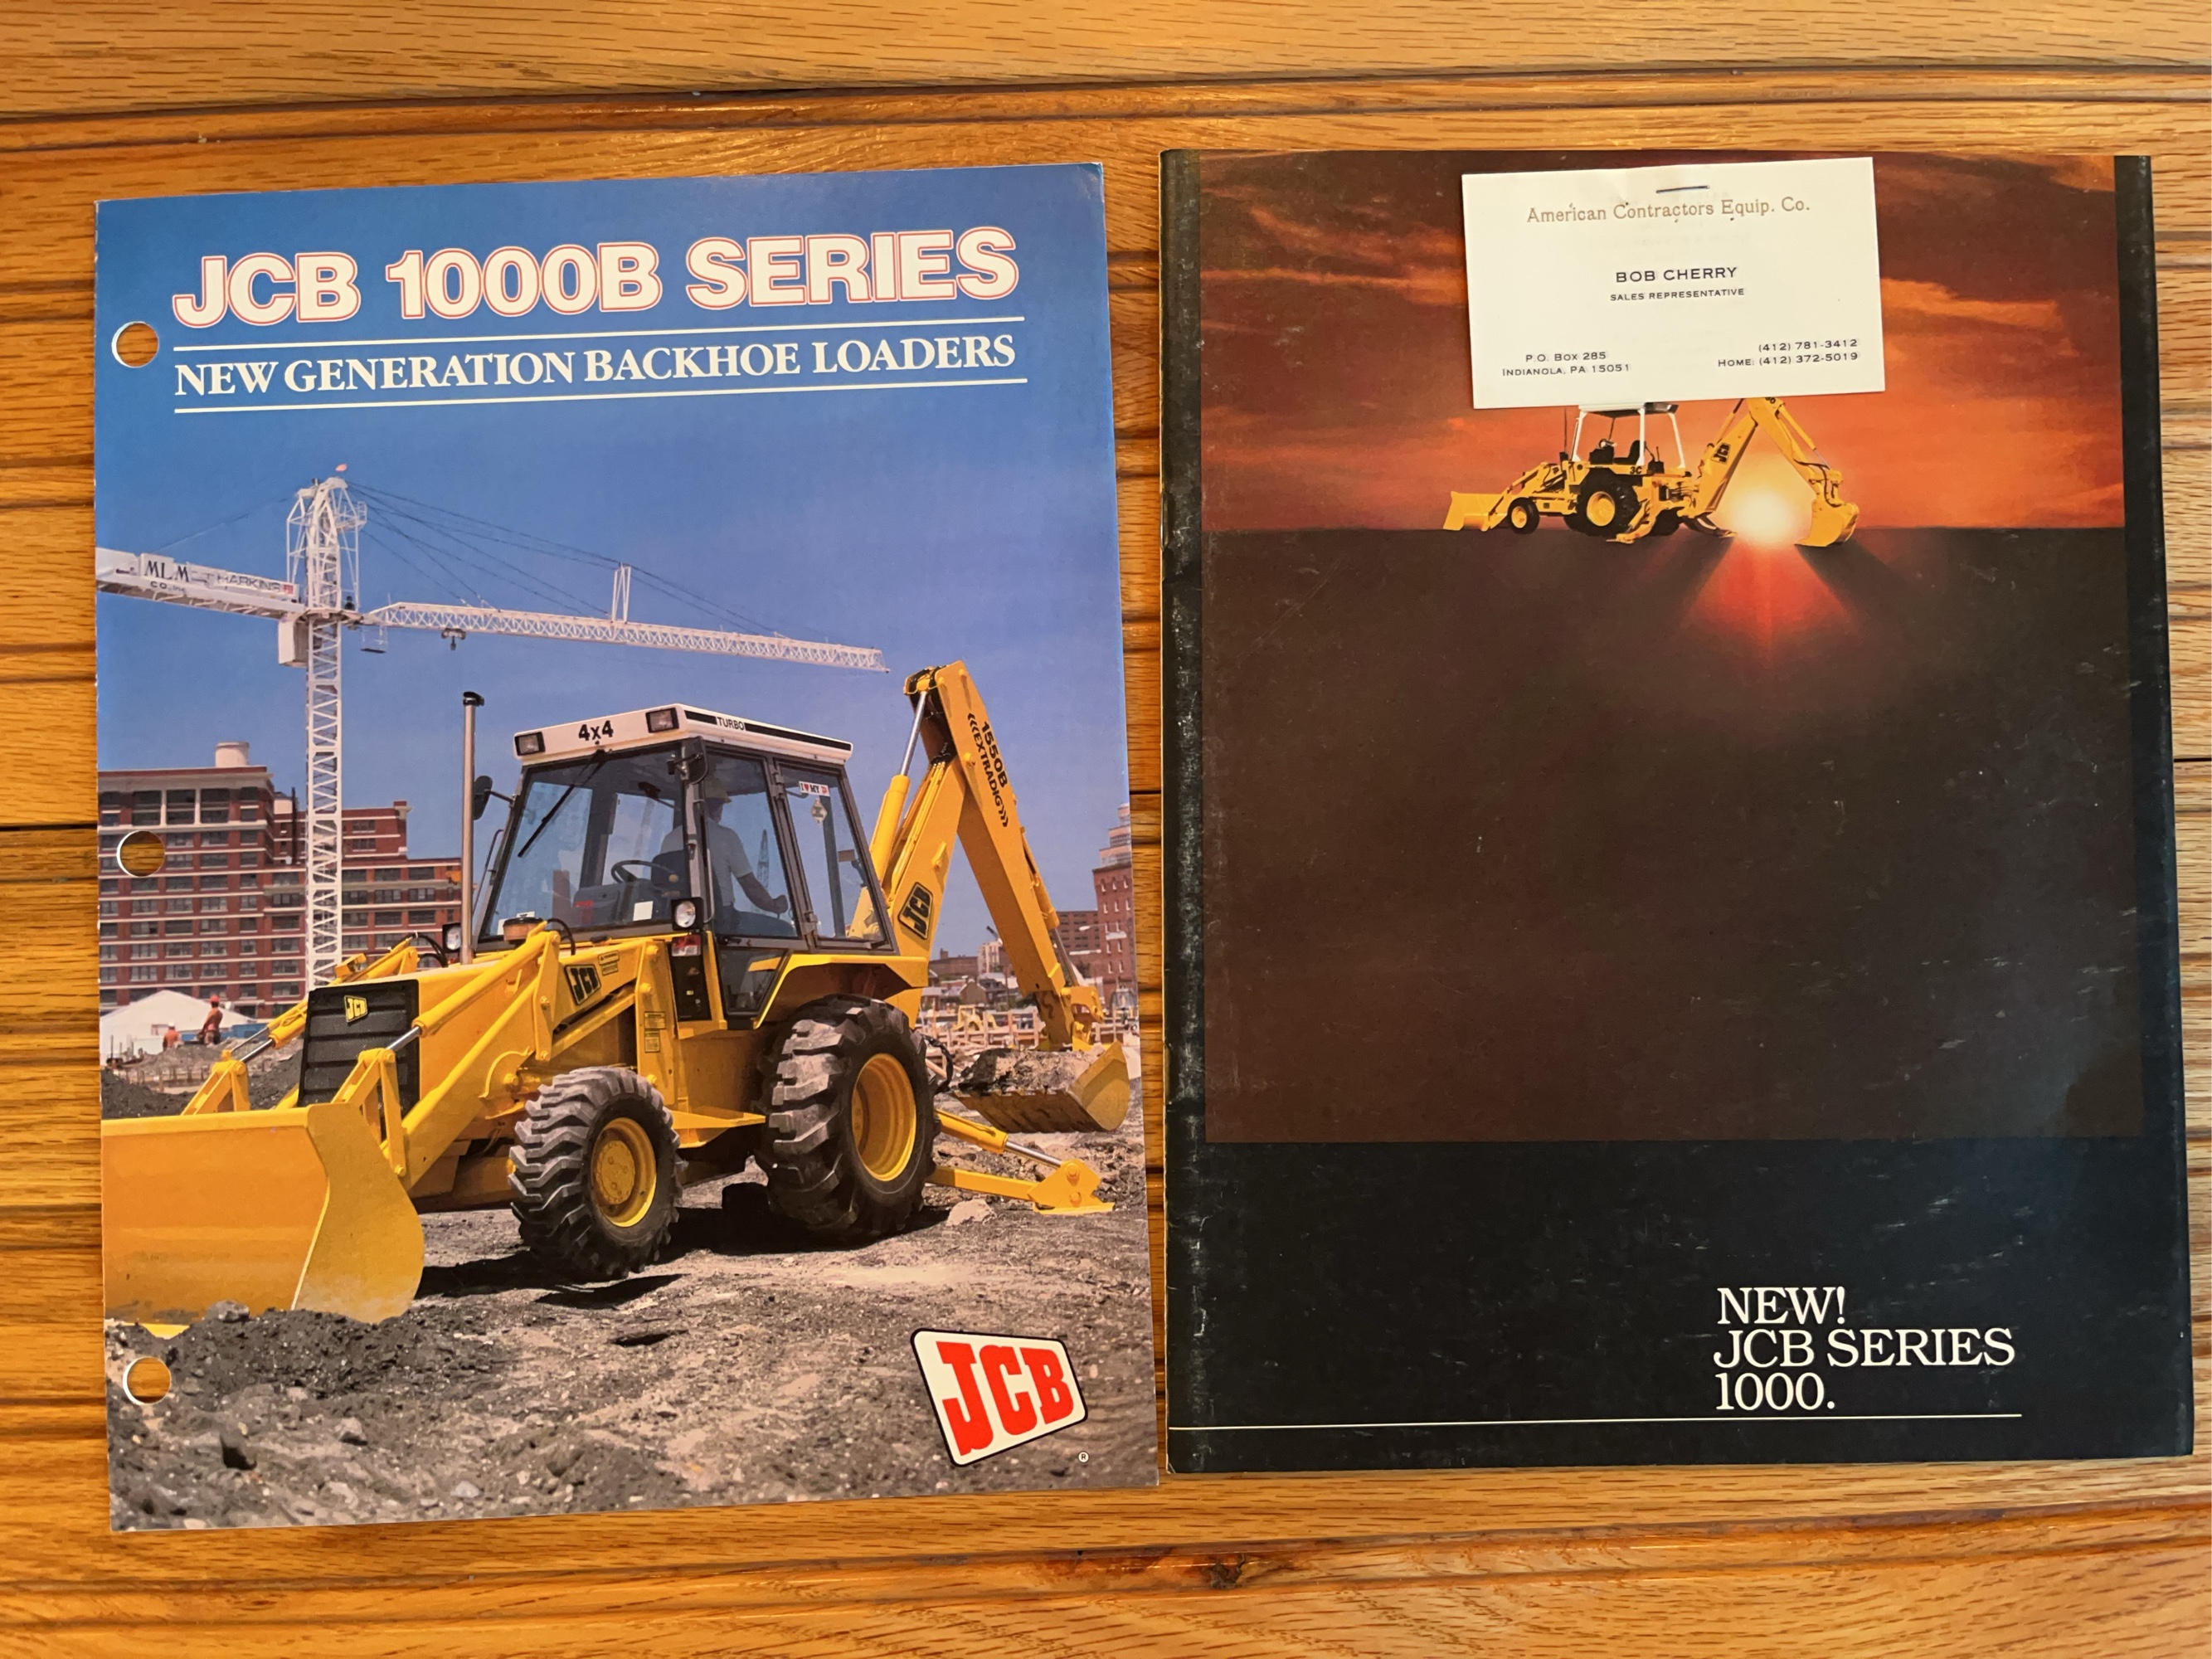 JCB 1000B SERIES
NEW GENERATION BACKHOE LOADERS
MLM
HARKINS
4x4
TURBO
1550B
(((EXTRADIG)))
I ♥ MY
JCB
JCB
JCB
JCB
®
American Contractors Equip. Co.
BOB CHERRY
SALES REPRESENTATIVE
P.O. BOX 285
INDIANOLA, PA 15051
(412) 781-3412
HOME: (412) 372-5019
3C
NEW!
JCB SERIES
1000.